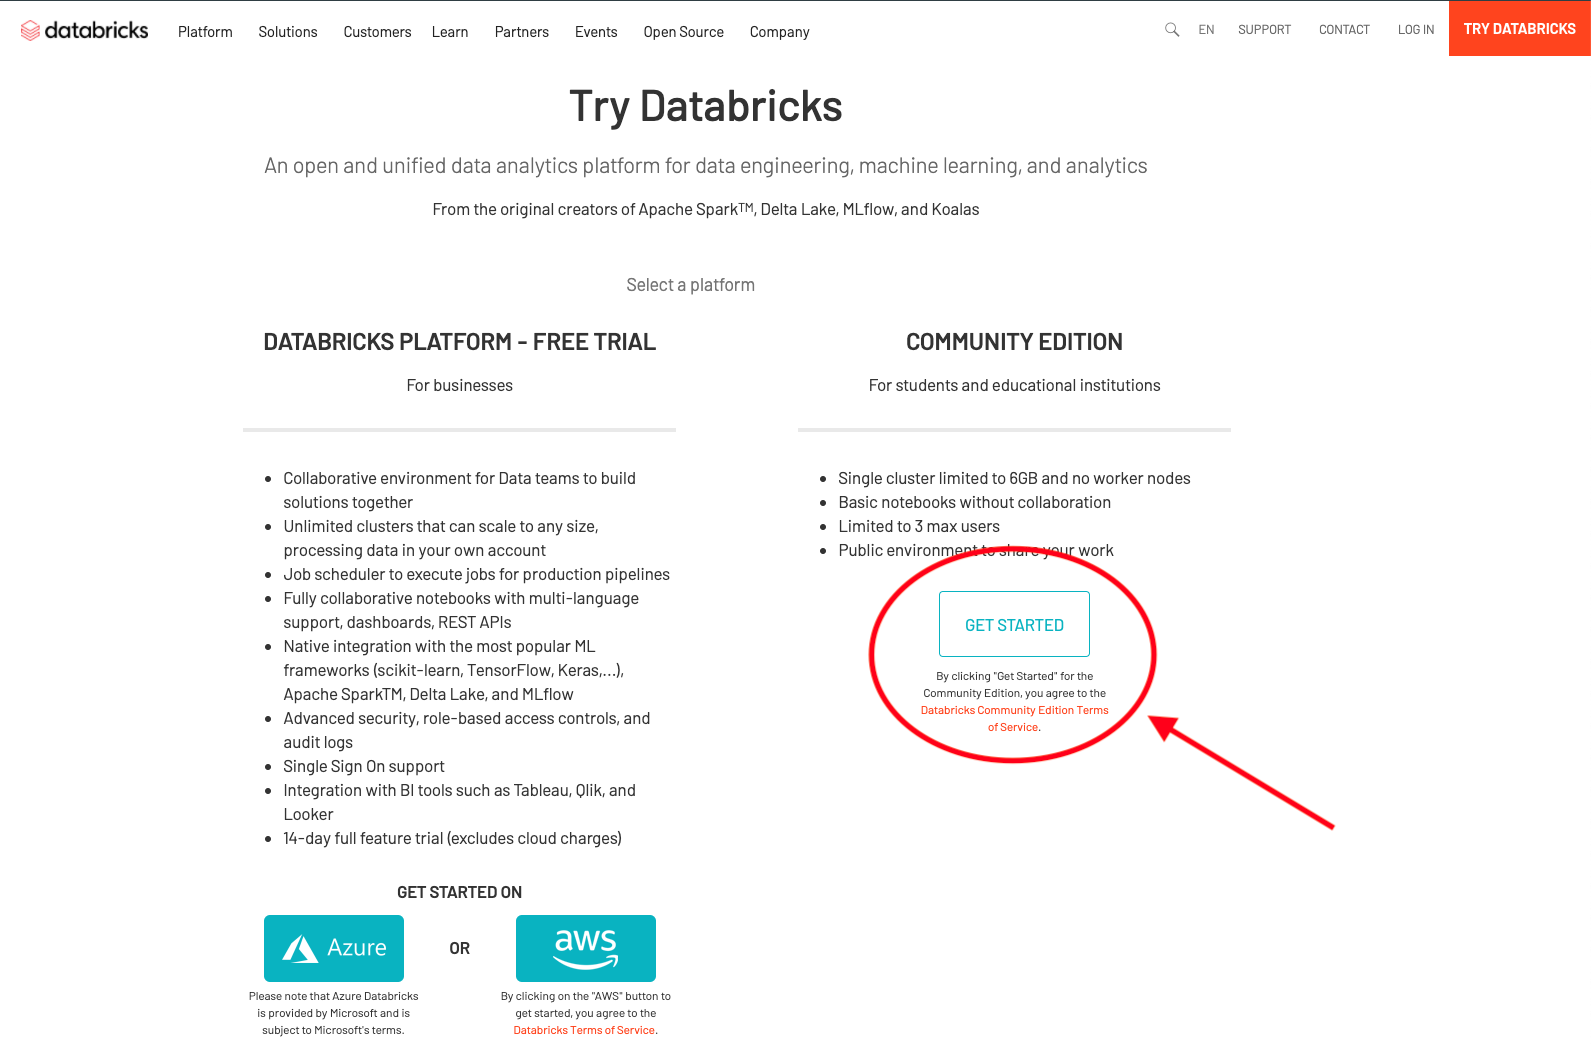 databricks
Platform Solutions Customers Learn Partners Events Open Source Company
EN SUPPORT CONTACT LOG IN TRY DATABRICKS
Try Databricks
An open and unified data analytics platform for data engineering, machine learning, and analytics
From the original creators of Apache Spark™, Delta Lake, MLflow, and Koalas
Select a platform
DATABRICKS PLATFORM - FREE TRIAL
For businesses
• Collaborative environment for Data teams to build
solutions together
• Unlimited clusters that can scale to any size,
processing data in your own account
• Job scheduler to execute jobs for production pipelines
• Fully collaborative notebooks with multi-language
support, dashboards, REST APIs
• Native integration with the most popular ML
frameworks (scikit-learn, TensorFlow, Keras,...),
Apache SparkTM, Delta Lake, and MLflow
• Advanced security, role-based access controls, and
audit logs
• Single Sign On support
• Integration with BI tools such as Tableau, Qlik, and
Looker
• 14-day full feature trial (excludes cloud charges)
GET STARTED ON
Azure
OR
aws
Please note that Azure Databricks
is provided by Microsoft and is
subject to Microsoft's terms.
By clicking on the "AWS" button to
get started, you agree to the
Databricks Terms of Service.
COMMUNITY EDITION
For students and educational institutions
• Single cluster limited to 6GB and no worker nodes
• Basic notebooks without collaboration
• Limited to 3 max users
• Public environment to share your work
GET STARTED
By clicking "Get Started" for the
Community Edition, you agree to the
Databricks Community Edition Terms
of Service.